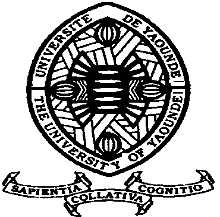 UNIVERSITE DE YAOUNDE
THE UNIVERSITY OF YAOUNDE
SAPIENTIA
COLLATIVA
COGNITIO